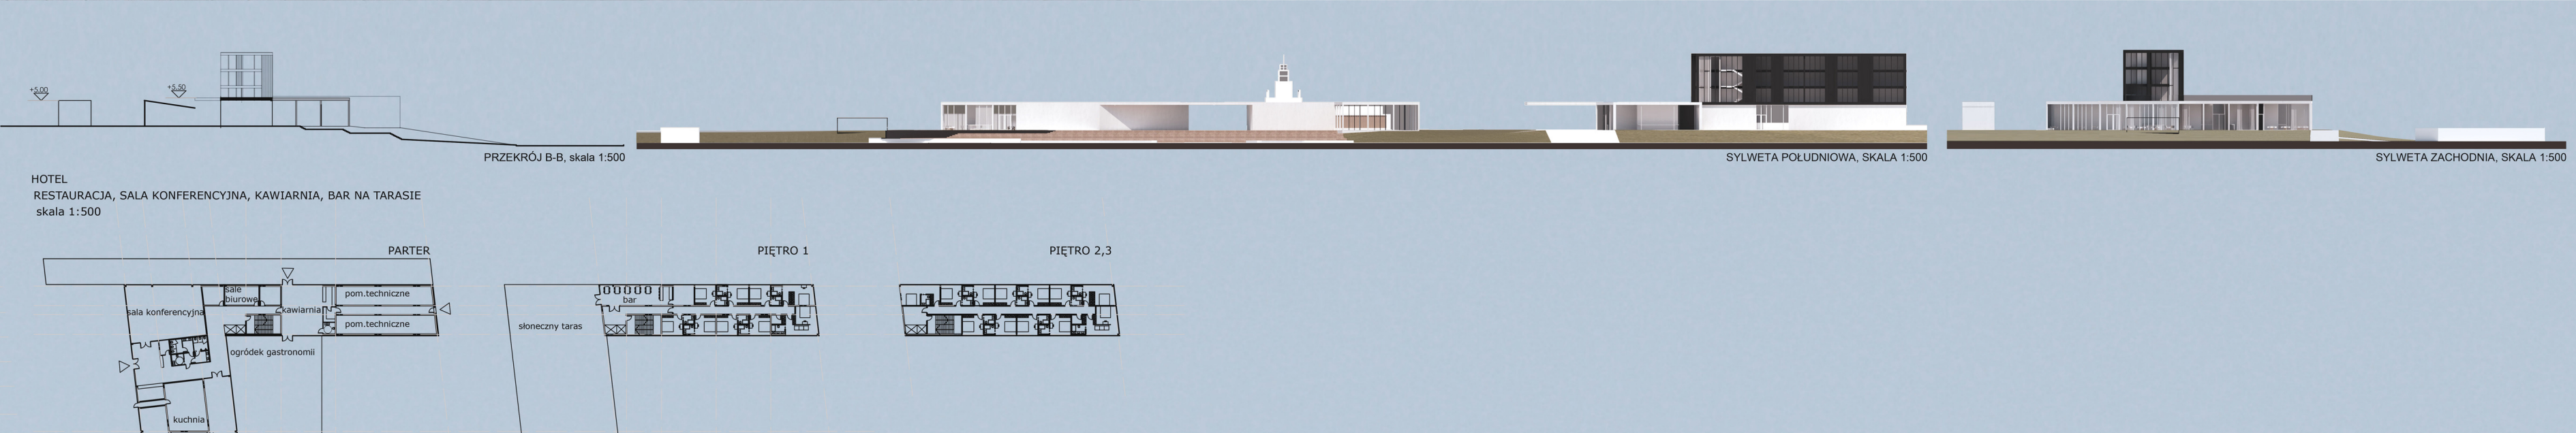 +5,00
+5,50
PRZEKRÓJ B-B, skala 1:500
SYLWETA POŁUDNIOWA, SKALA 1:500
SYLWETA ZACHODNIA, SKALA 1:500
HOTEL
RESTAURACJA, SALA KONFERENCYJNA, KAWIARNIA, BAR NA TARASIE
skala 1:500
PARTER
PIĘTRO 1
PIĘTRO 2,3
sale
biurowe
pom.techniczne
sala konferencyjna
kawiarnia
pom.techniczne
ogródek gastronomii
kuchnia
bar
słoneczny taras